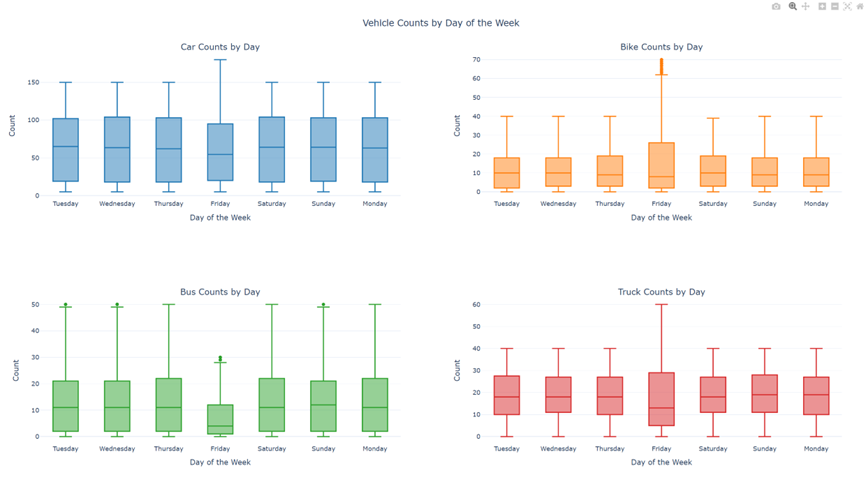 Vehicle Counts by Day of the Week
Car Counts by Day
150
100
50
0
Count
Tuesday Wednesday Thursday Friday Saturday Sunday Monday
Day of the Week
Bike Counts by Day
70
60
50
40
30
20
10
0
Count
Tuesday Wednesday Thursday Friday Saturday Sunday Monday
Day of the Week
Bus Counts by Day
50
40
30
20
10
0
Count
Tuesday Wednesday Thursday Friday Saturday Sunday Monday
Day of the Week
Truck Counts by Day
60
50
40
30
20
10
0
Count
Tuesday Wednesday Thursday Friday Saturday Sunday Monday
Day of the Week